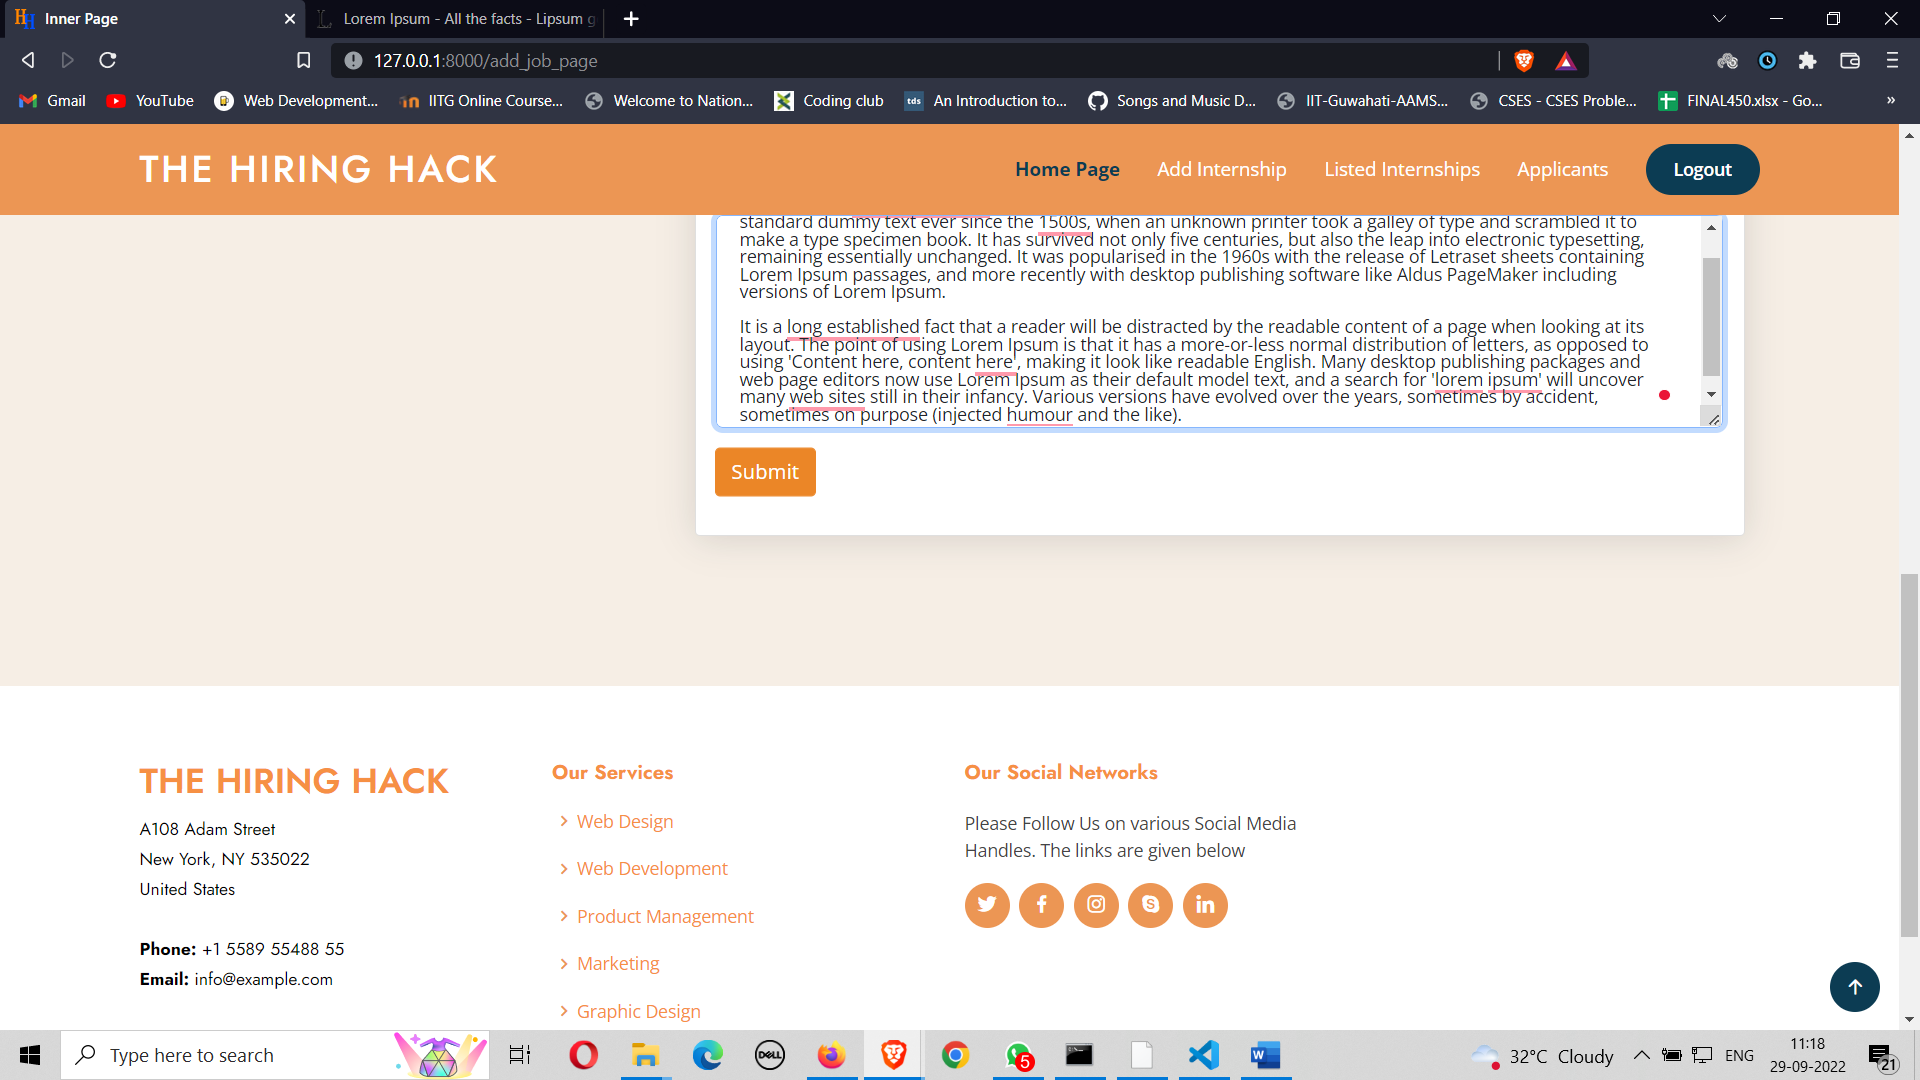 Inner Page
Lorem Ipsum - All the facts - Lipsum g
127.0.0.1:8000/add_job_page
Gmail
YouTube
Web Development...
IITG Online Course...
Welcome to Nation...
Coding club
tds
An Introduction to...
Songs and Music D...
IIT-Guwahati-AAMS...
CSES - CSES Proble...
FINAL450.xlsx - Go...
»
THE HIRING HACK
Home Page
Add Internship
Listed Internships
Applicants
Logout
standard dummy text ever since the 1500s, when an unknown printer took a galley of type and scrambled it to
make a type specimen book. It has survived not only five centuries, but also the leap into electronic typesetting,
remaining essentially unchanged. It was popularised in the 1960s with the release of Letraset sheets containing
Lorem Ipsum passages, and more recently with desktop publishing software like Aldus PageMaker including
versions of Lorem Ipsum.
It is a long established fact that a reader will be distracted by the readable content of a page when looking at its
layout. The point of using Lorem Ipsum is that it has a more-or-less normal distribution of letters, as opposed to
using 'Content here, content here', making it look like readable English. Many desktop publishing packages and
web page editors now use Lorem Ipsum as their default model text, and a search for 'lorem ipsum' will uncover
many web sites still in their infancy. Various versions have evolved over the years, sometimes by accident,
sometimes on purpose (injected humour and the like).
Submit
THE HIRING HACK
A108 Adam Street
New York, NY 535022
United States
Phone: +1 5589 55488 55
Email: info@example.com
Our Services
Web Design
Web Development
Product Management
Marketing
Graphic Design
Our Social Networks
Please Follow Us on various Social Media
Handles. The links are given below
Type here to search
DELL
5
32°C Cloudy
ENG
11:18
29-09-2022
21